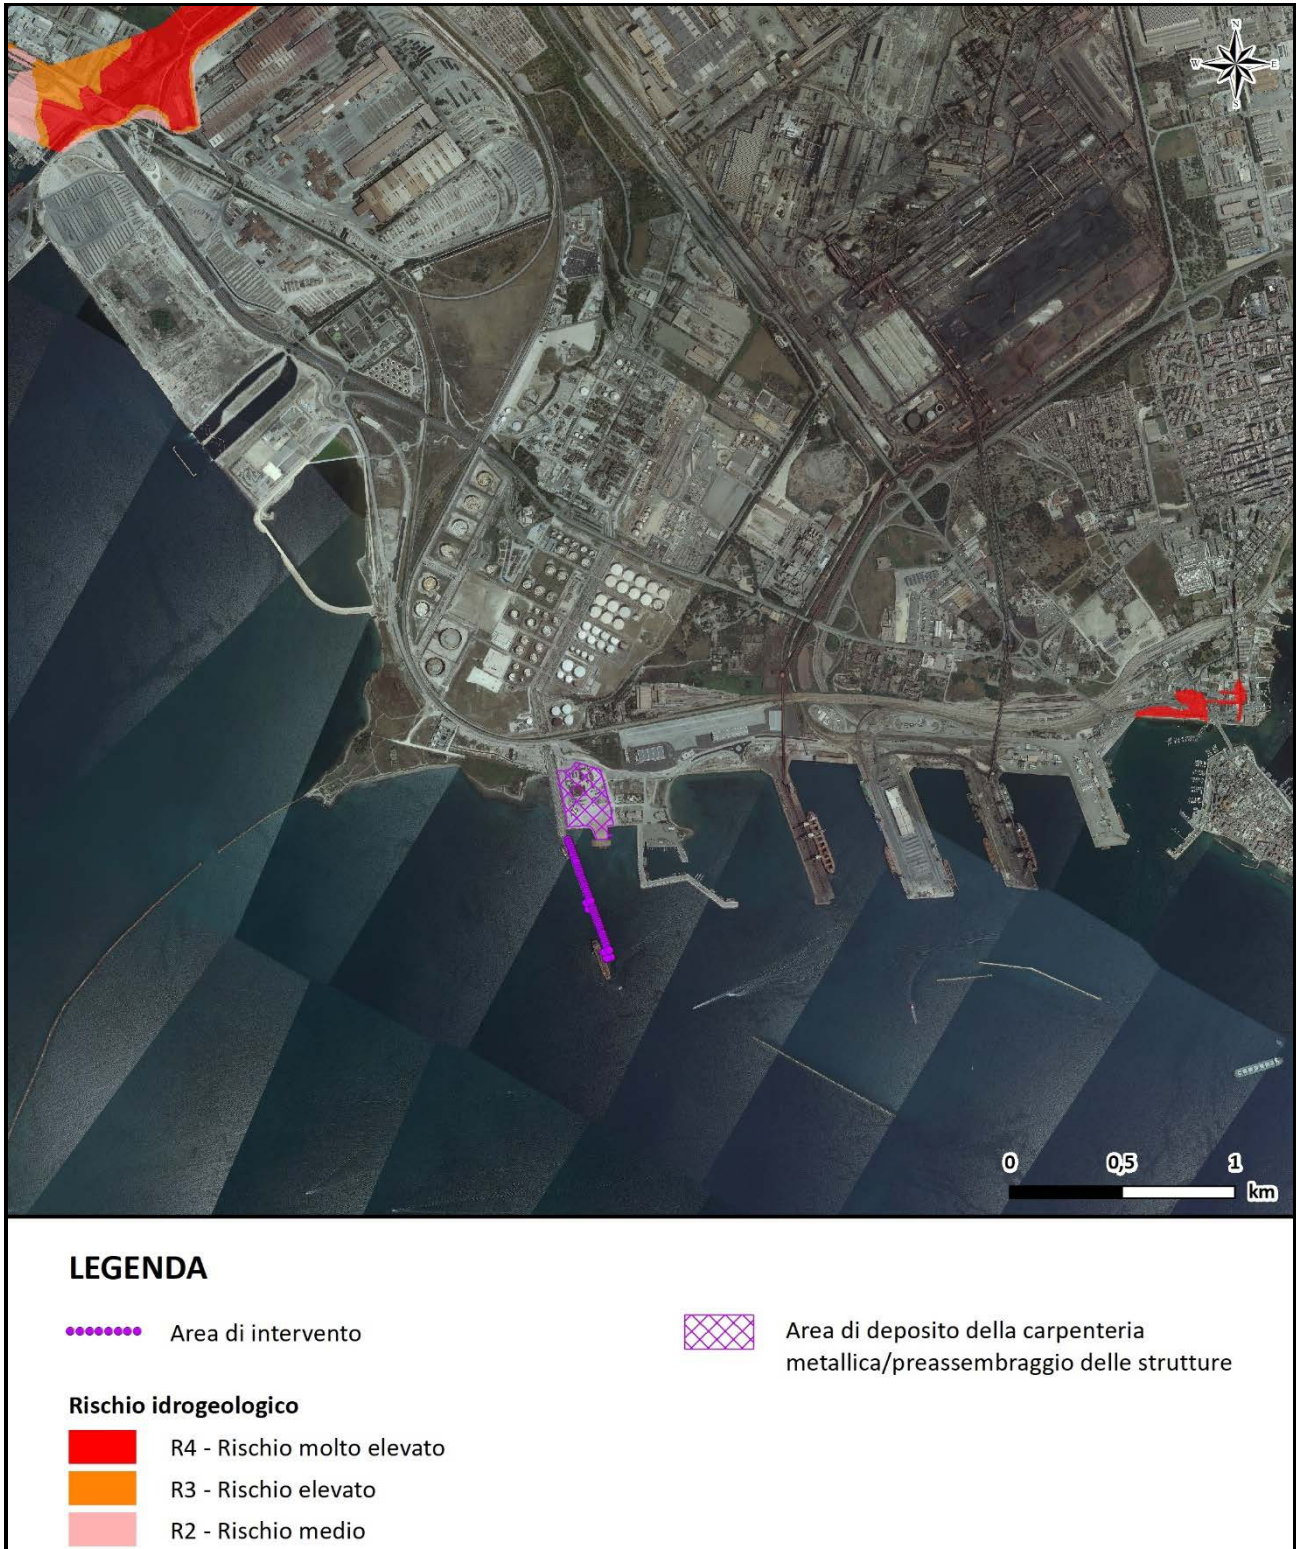 N
W E
S
0 0,5 1
km
LEGENDA
Area di intervento
Area di deposito della carpenteria
metallica/preassembraggio delle strutture
Rischio idrogeologico
R4 - Rischio molto elevato
R3 - Rischio elevato
R2 - Rischio medio